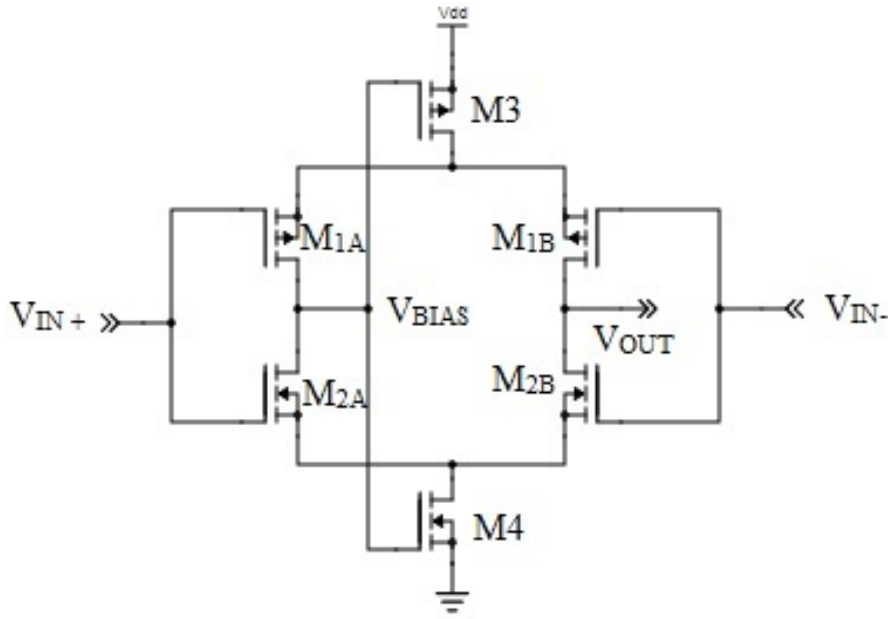 Vdd
M3
M1A
M1B
VIN +
VBIAS
VOUT
VIN-
M2A
M2B
M4